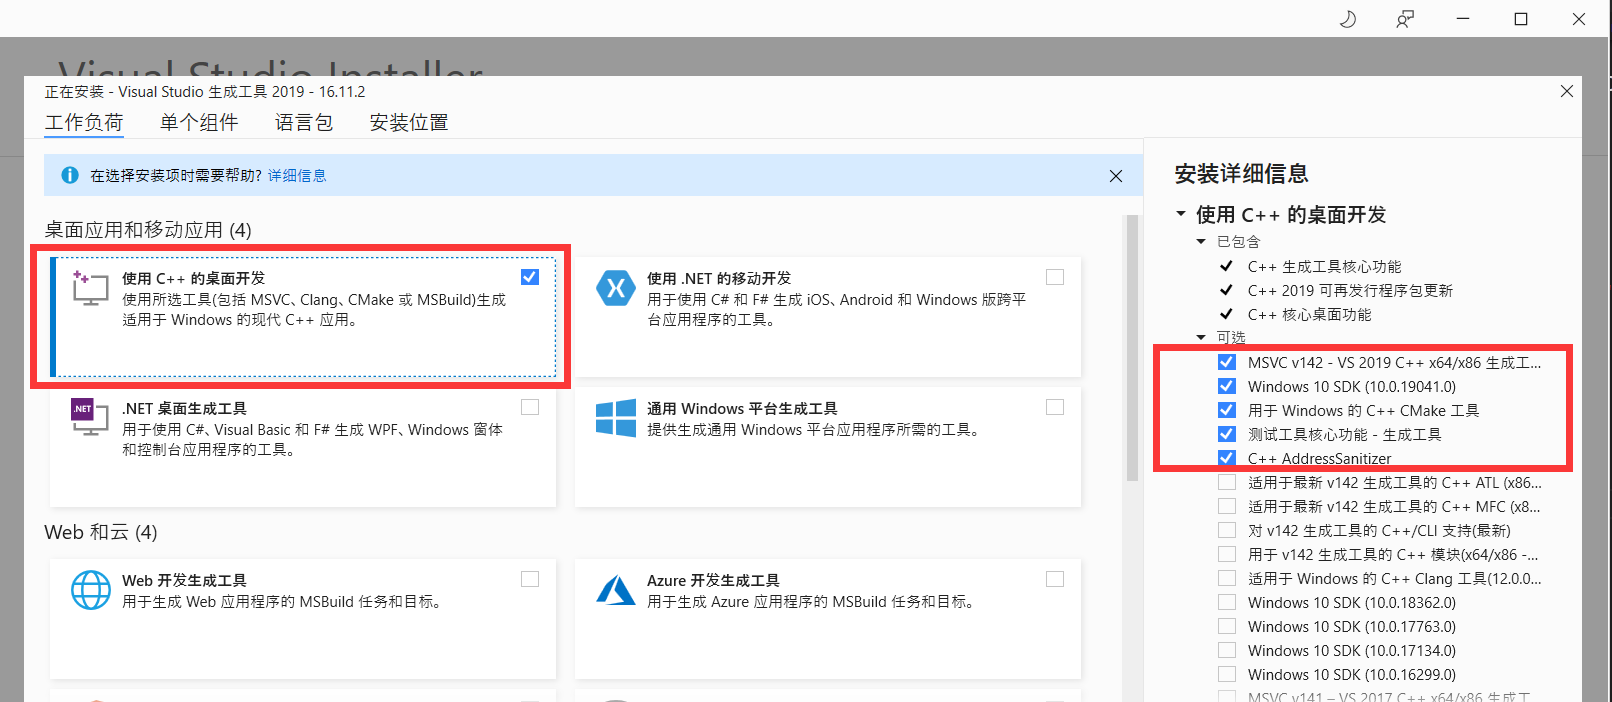 Visual Studio Installer
正在安装 - Visual Studio 生成工具 2019 - 16.11.2
工作负荷 单个组件 语言包 安装位置
在选择安装项时需要帮助? 详细信息
桌面应用和移动应用 (4)
使用 C++ 的桌面开发
使用所选工具(包括 MSVC、Clang、CMake 或 MSBuild)生成
适用于 Windows 的现代 C++ 应用。
使用 .NET 的移动开发
用于使用 C# 和 F# 生成 iOS、Android 和 Windows 版跨平
台应用程序的工具。
.NET
.NET 桌面生成工具
用于使用 C#、Visual Basic 和 F# 生成 WPF、Windows 窗体
和控制台应用程序的工具。
通用 Windows 平台生成工具
提供生成通用 Windows 平台应用程序所需的工具。
Web 和云 (4)
Web 开发生成工具
用于生成 Web 应用程序的 MSBuild 任务和目标。
Azure 开发生成工具
用于生成 Azure 应用程序的 MSBuild 任务和目标。
安装详细信息
使用 C++ 的桌面开发
已包含
C++ 生成工具核心功能
C++ 2019 可再发行程序包更新
C++ 核心桌面功能
可选
MSVC v142 - VS 2019 C++ x64/x86 生成工...
Windows 10 SDK (10.0.19041.0)
用于 Windows 的 C++ CMake 工具
测试工具核心功能 - 生成工具
C++ AddressSanitizer
适用于最新 v142 生成工具的 C++ ATL (x86...
适用于最新 v142 生成工具的 C++ MFC (x8...
对 v142 生成工具的 C++/CLI 支持(最新)
用于 v142 生成工具的 C++ 模块(x64/x86 -...
适用于 Windows 的 C++ Clang 工具(12.0.0...
Windows 10 SDK (10.0.18362.0)
Windows 10 SDK (10.0.17763.0)
Windows 10 SDK (10.0.17134.0)
Windows 10 SDK (10.0.16299.0)
MSVC v141 – VS 2017 C++ x64/x86 生成工...